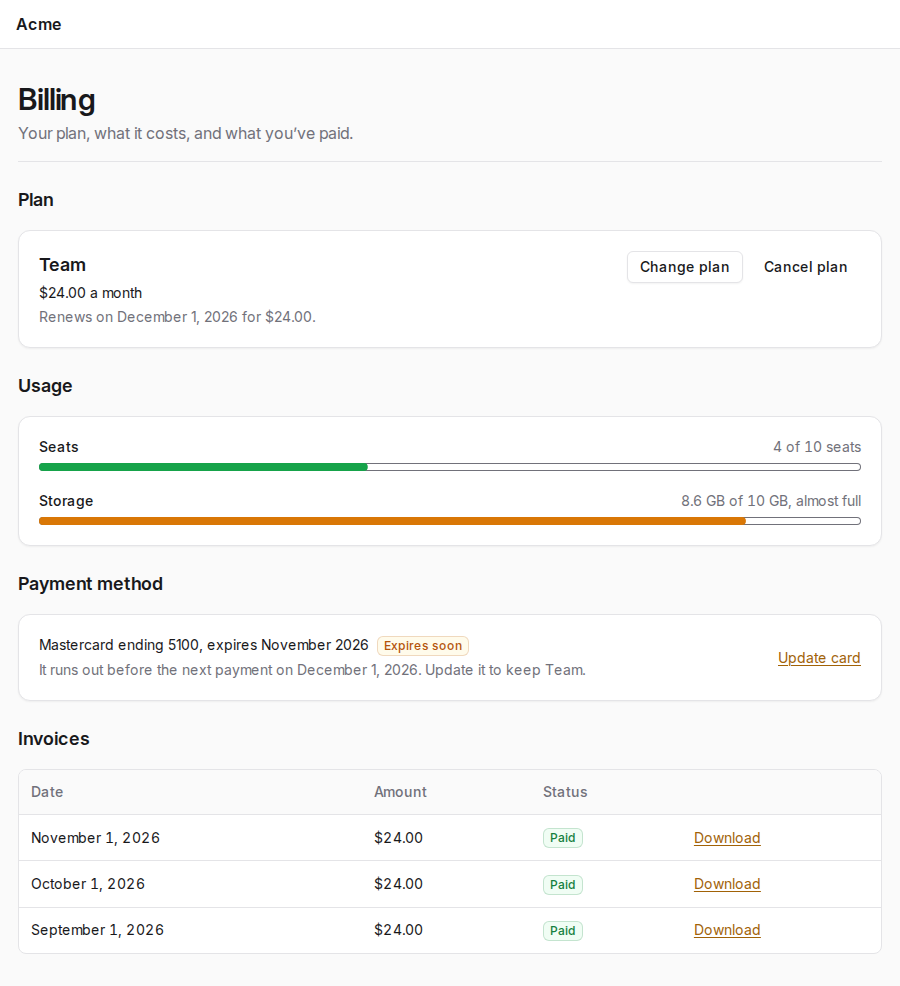 Acme
Billing
Your plan, what it costs, and what you’ve paid.
Plan
Team
Change plan
Cancel plan
$24.00 a month
Renews on December 1, 2026 for $24.00.
Usage
Seats
4 of 10 seats
Storage
8.6 GB of 10 GB, almost full
Payment method
Mastercard ending 5100, expires November 2026 Expires soon
It runs out before the next payment on December 1, 2026. Update it to keep Team.
Update card
Invoices
Date Amount Status
November 1, 2026 $24.00 Paid Download
October 1, 2026 $24.00 Paid Download
September 1, 2026 $24.00 Paid Download